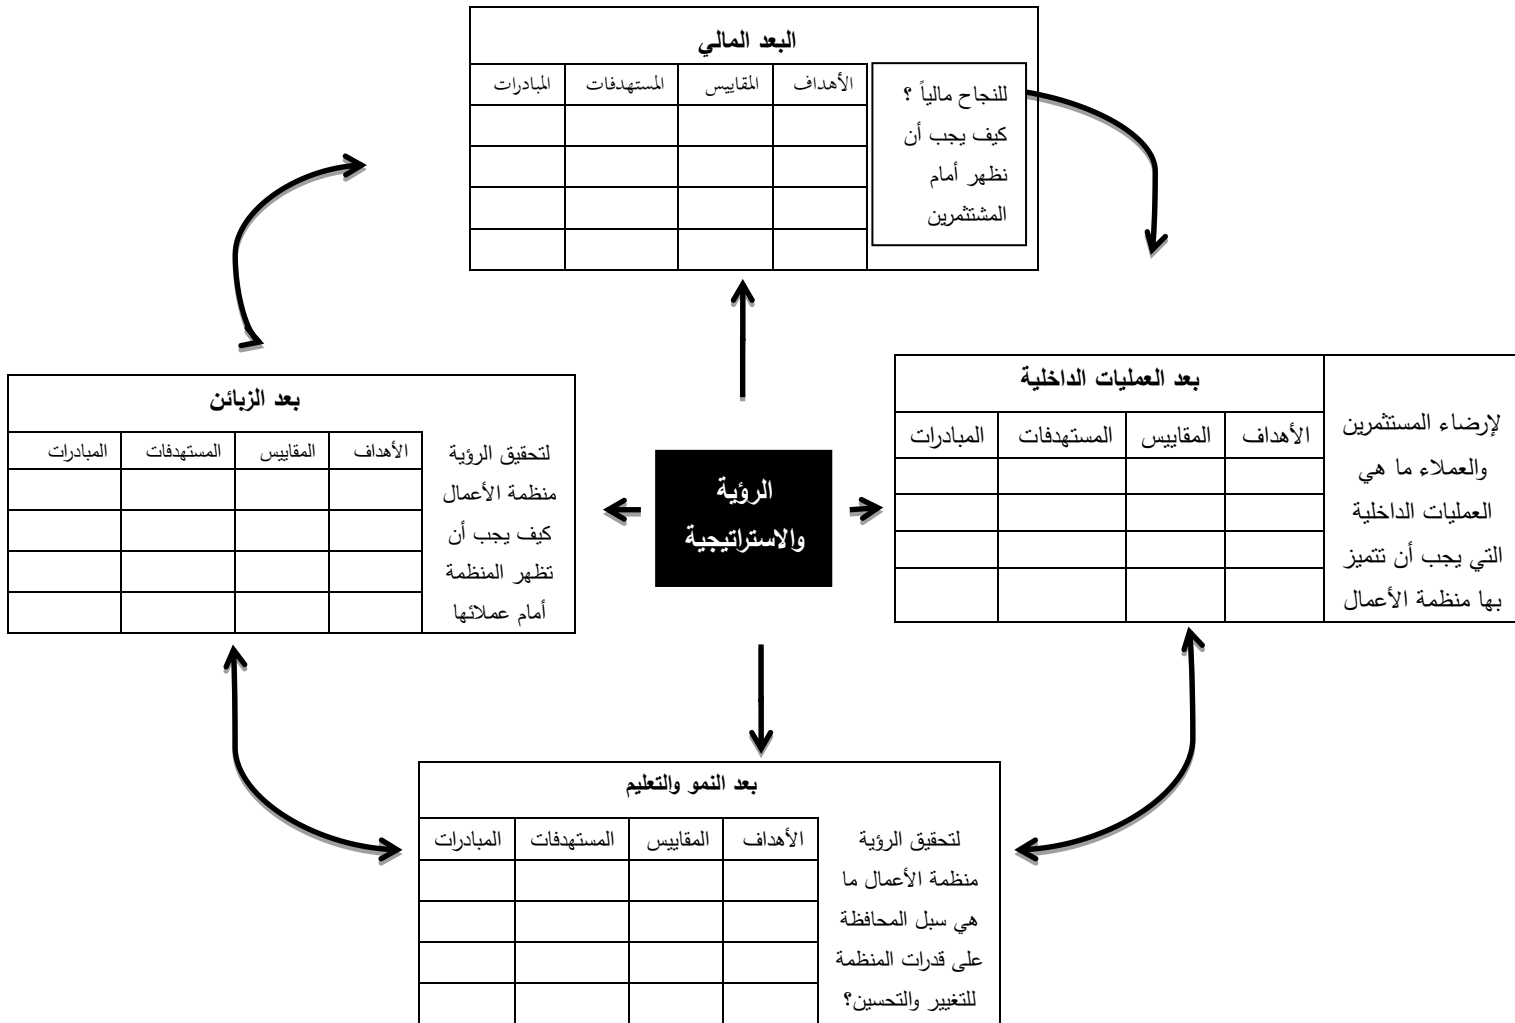 البعد المالي
الأهداف المقاييس المستهدفات المبادرات
للنجاح مالياً ؟
كيف يجب أن
نظهر أمام
المشتثمرين
بعد العمليات الداخلية
الأهداف المقاييس المستهدفات المبادرات
لإرضاء المستثمرين
والعملاء ما هي
العمليات الداخلية
التي يجب أن تتميز
بها منظمة الأعمال
بعد الزبائن
الأهداف المقاييس المستهدفات المبادرات
لتحقيق الرؤية
منظمة الأعمال
كيف يجب أن
تظهر المنظمة
أمام عملائها
الرؤية
والاستراتيجية
بعد النمو والتعليم
الأهداف المقاييس المستهدفات المبادرات
لتحقيق الرؤية
منظمة الأعمال ما
هي سبل المحافظة
على قدرات المنظمة
للتغيير والتحسين؟